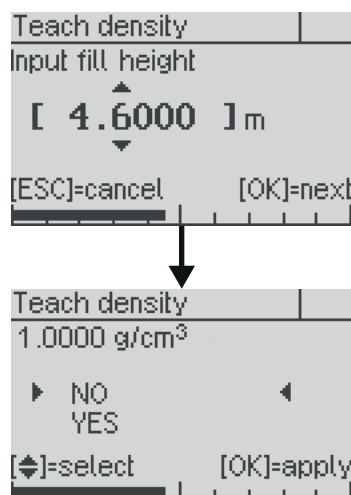 Teach density
Input fill height
[ 4.6000 ] m
[ESC]=cancel [OK]=next
Teach density
1.0000 g/cm³
NO
YES
[⬍]=select [OK]=apply